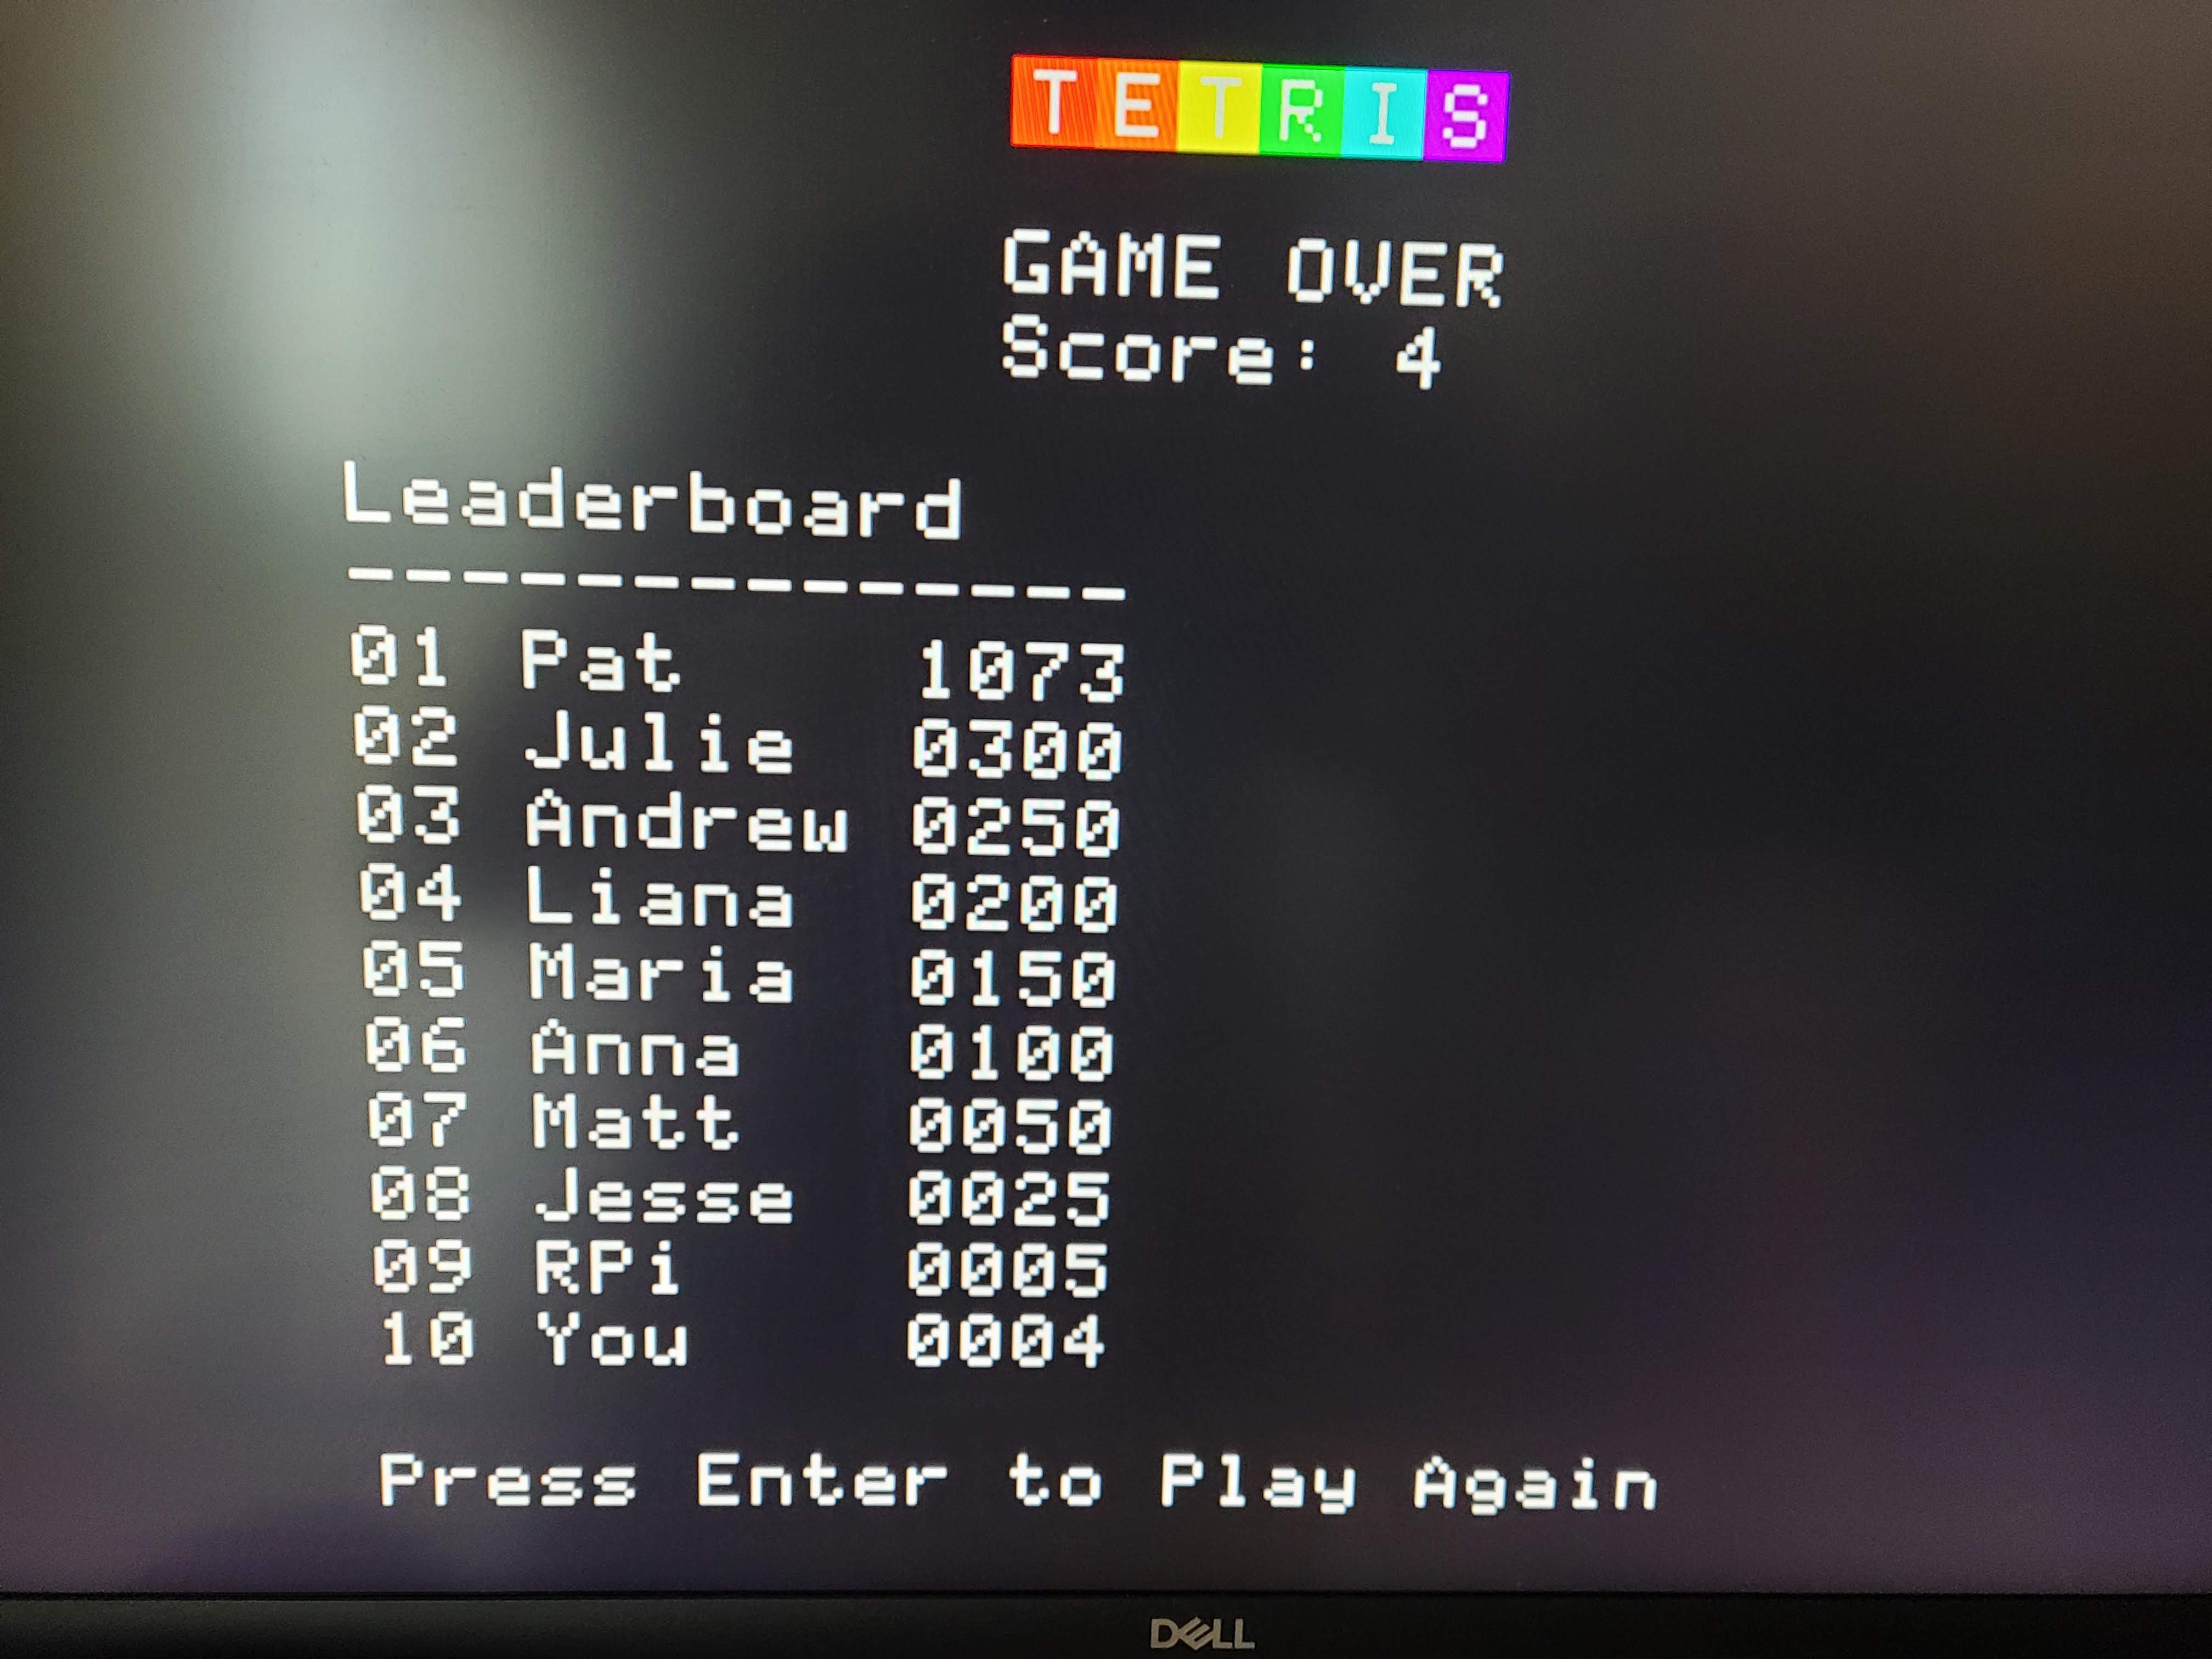 TETRIS
GAME OVER
Score: 4
Leaderboard
--------------
01 Pat 1073
02 Julie 0300
03 Andrew 0250
04 Liana 0200
05 Maria 0150
06 Anna 0100
07 Matt 0050
08 Jesse 0025
09 RPi 0005
10 You 0004
Press Enter to Play Again
DELL